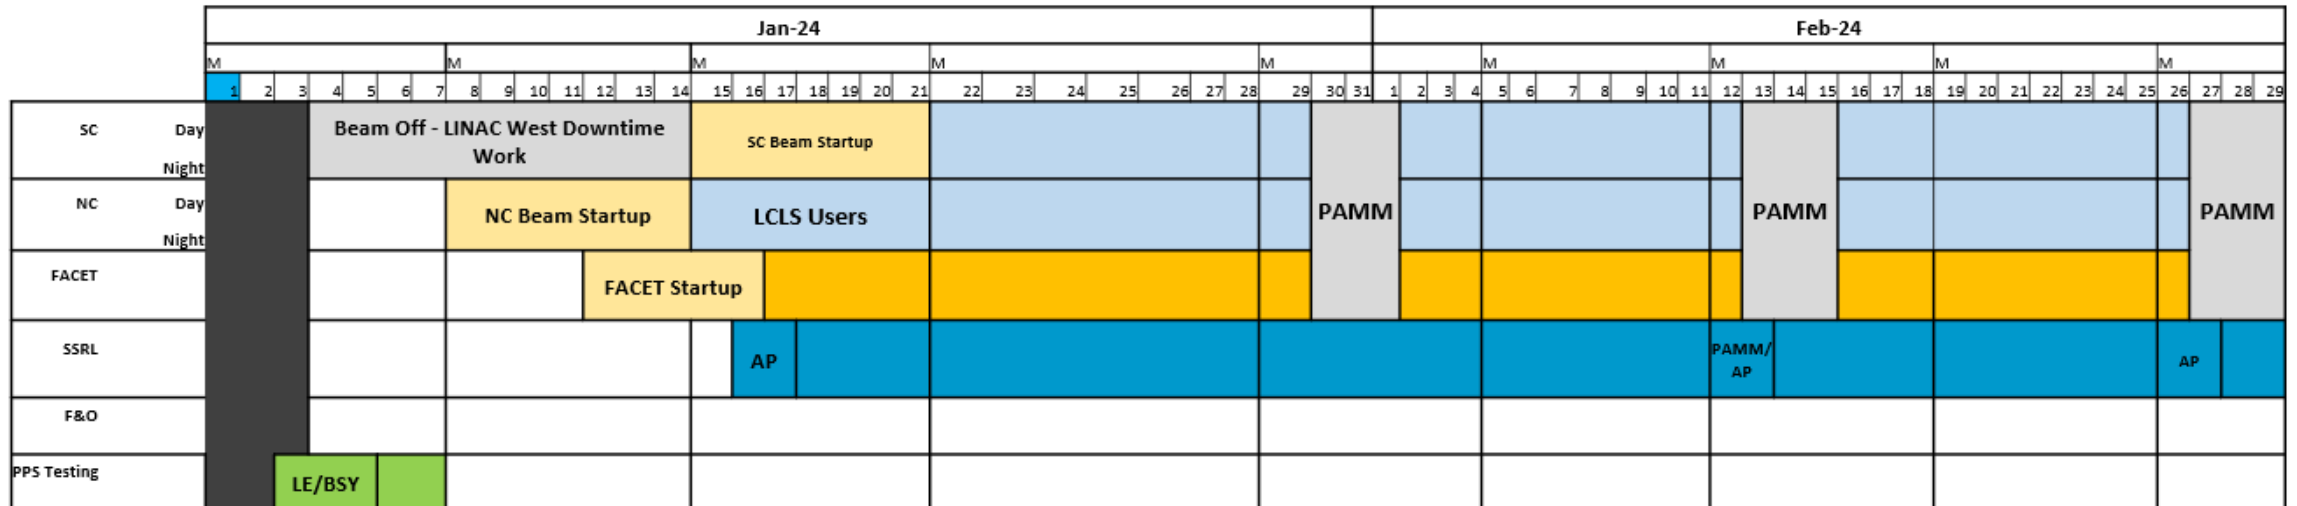 Jan-24 Feb-24
M M M M M M M M M
1 2 3 4 5 6 7 8 9 10 11 12 13 14 15 16 17 18 19 20 21 22 23 24 25 26 27 28 29 30 31 1 2 3 4 5 6 7 8 9 10 11 12 13 14 15 16 17 18 19 20 21 22 23 24 25 26 27 28 29
SC Day
Night
Beam Off - LINAC West Downtime
Work
SC Beam Startup
NC Day
Night
NC Beam Startup
LCLS Users
PAMM
PAMM
PAMM
FACET
FACET Startup
SSRL
AP
PAMM/
AP
AP
F&O
PPS Testing
LE/BSY